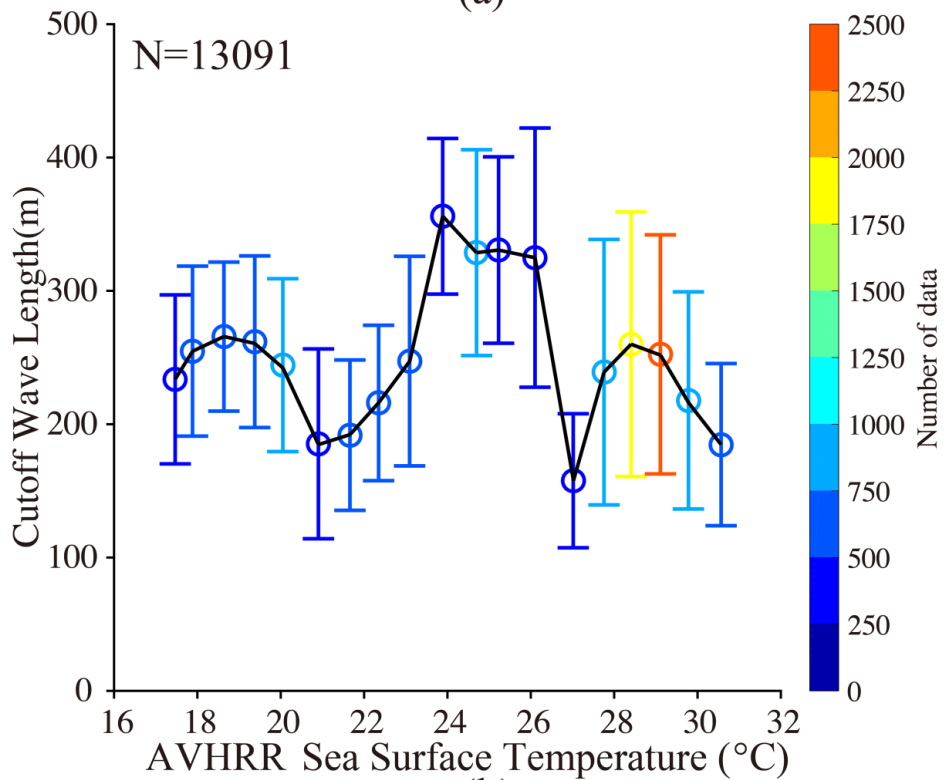 (a)
500
400
300
200
100
0
N=13091
Cutoff Wave Length(m)
16 18 20 22 24 26 28 30 32
AVHRR Sea Surface Temperature (°C)
(b)
2500
2250
2000
1750
1500
1250
1000
750
500
250
0
Number of data